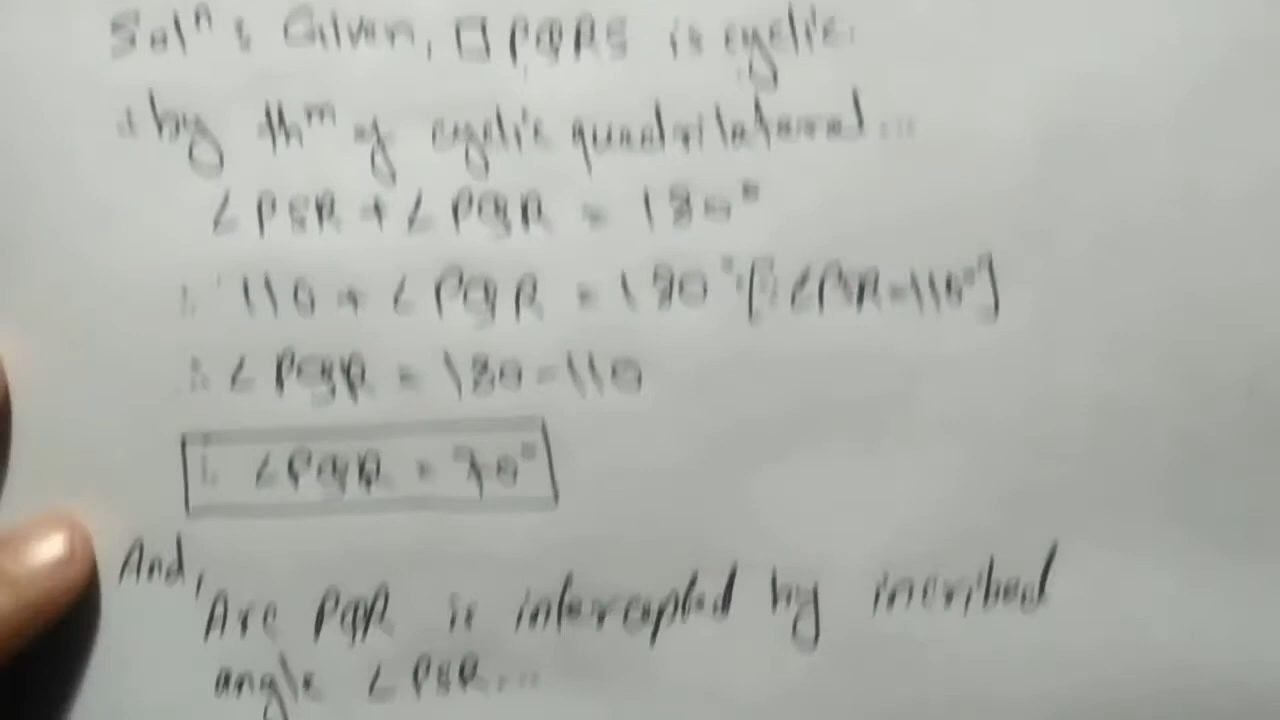 Solⁿ : Given, □PQRS is cyclic.
∴ by thᵐ of cyclic quadrilateral...
∠PSR + ∠PQR = 180°
∴ 110 + ∠PQR = 180° [∵ ∠PSR = 110°]
∴ ∠PQR = 180 - 110
∴ ∠PQR = 70°
And,
Arc PQR is intercepted by incribed
angle ∠PSR...